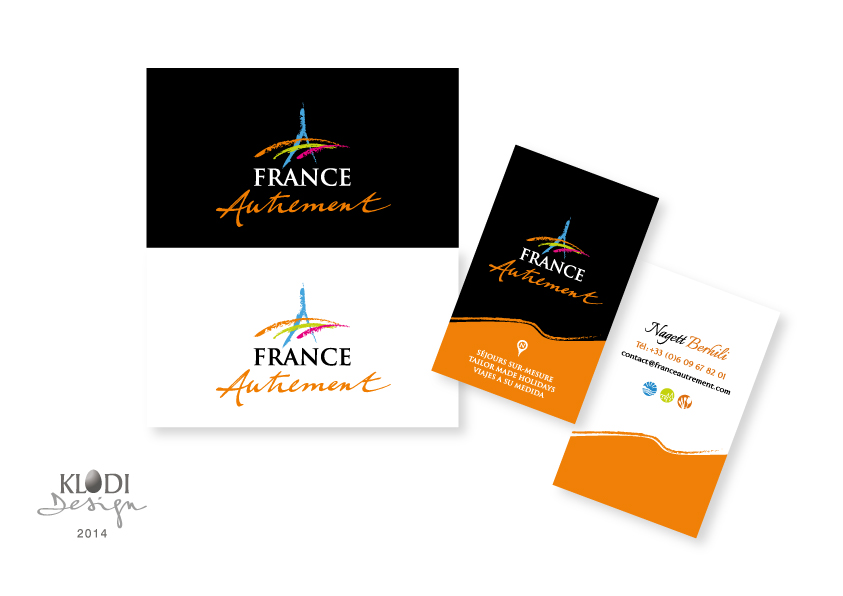 FRANCE
Autrement
FRANCE
Autrement
FRANCE
Autrement
SÉJOURS SUR-MESURE
TAILOR MADE HOLIDAYS
VIAJES A SU MEDIDA
Nagett Berhili
Tél: +33 (0)6 09 67 82 01
contact@franceautrement.com
KLODI
Design
2014